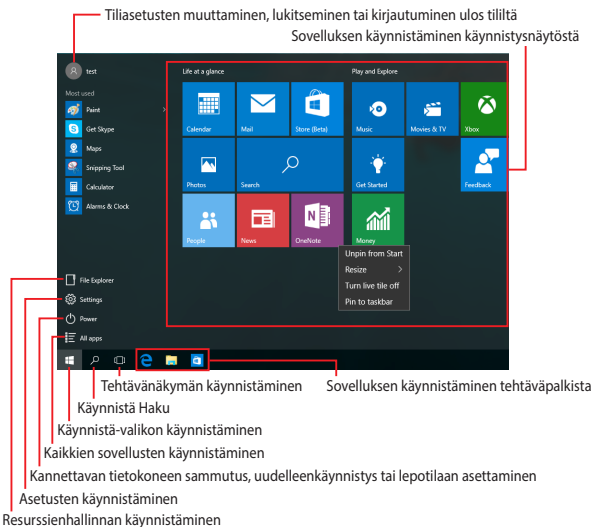 Tiliasetusten muuttaminen, lukitseminen tai kirjautuminen ulos tililtä
Sovelluksen käynnistäminen käynnistysnäytöstä
test
Most used
Paint
Get Skype
Maps
Snipping Tool
Calculator
Alarms & Clock
File Explorer
Settings
Power
All apps
Life at a glance
Play and Explore
Calendar
Mail
Store (Beta)
Music
Movies & TV
Xbox
Photos
Search
Get Started
Feedback
People
News
OneNote
Money
Unpin from Start
Resize
Turn live tile off
Pin to taskbar
Tehtävänäkymän käynnistäminen
Sovelluksen käynnistäminen tehtäväpalkista
Käynnistä Haku
Käynnistä-valikon käynnistäminen
Kaikkien sovellusten käynnistäminen
Kannettavan tietokoneen sammutus, uudelleenkäynnistys tai lepotilaan asettaminen
Asetusten käynnistäminen
Resurssienhallinnan käynnistäminen